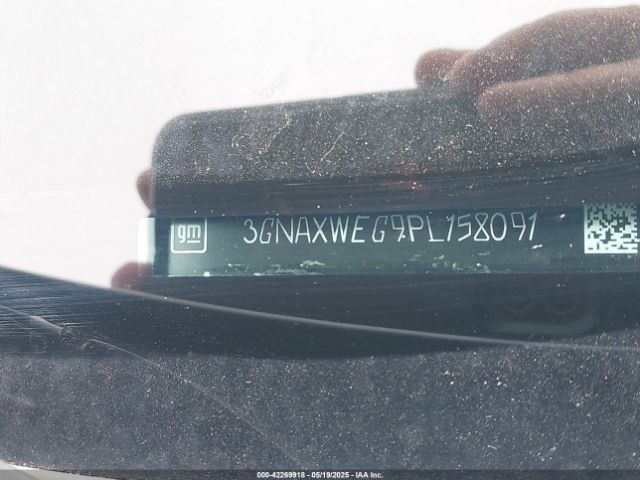 gm 3GNAXWEG9PL158091
000-42269918 - 05/19/2025 - IAA Inc.